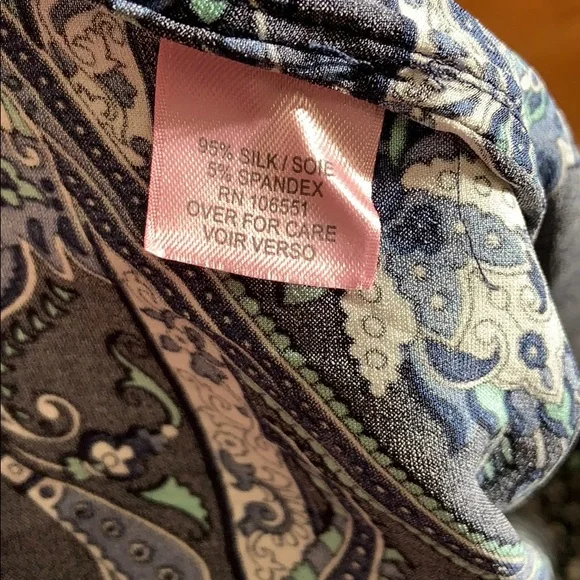 95% SILK / SOIE
5% SPANDEX
RN 106551
OVER FOR CARE
VOIR VERSO